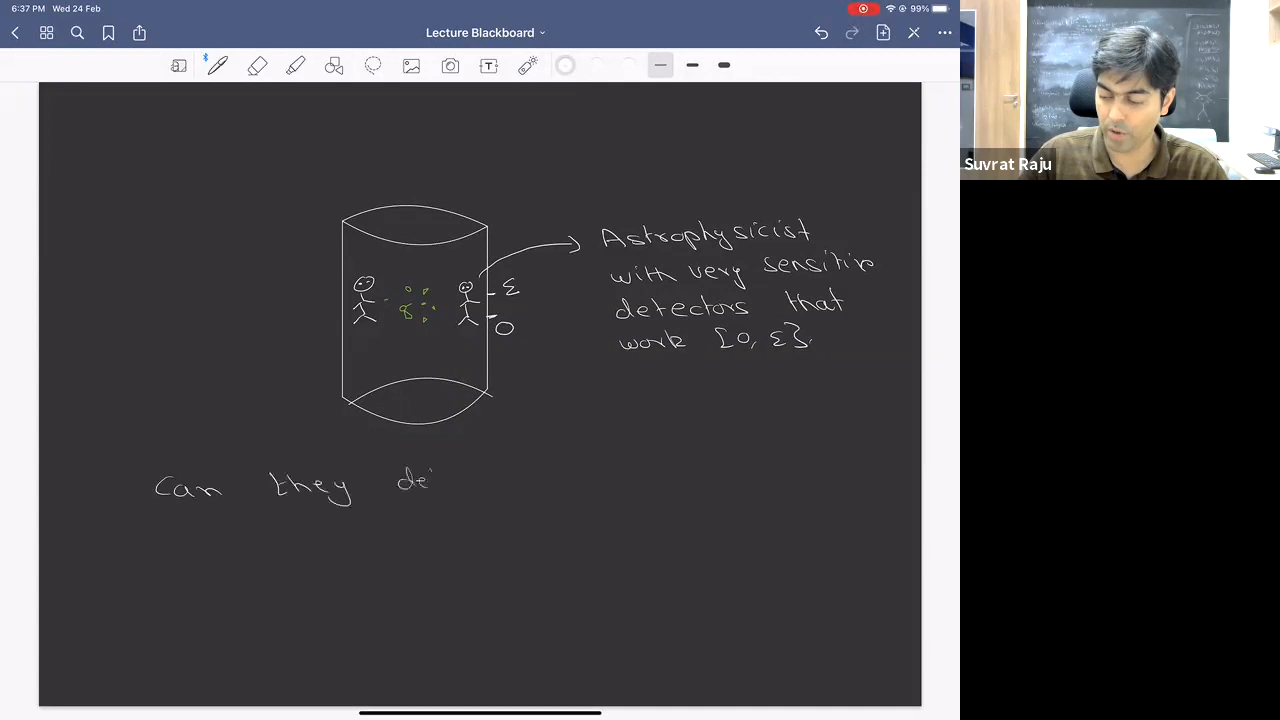 6:37 PM Wed 24 Feb
99%
Lecture Blackboard
T
Suvrat Raju
Astrophysicist
with very sensitive
detectors that
work {0, ε}.
ε
0
Can they de